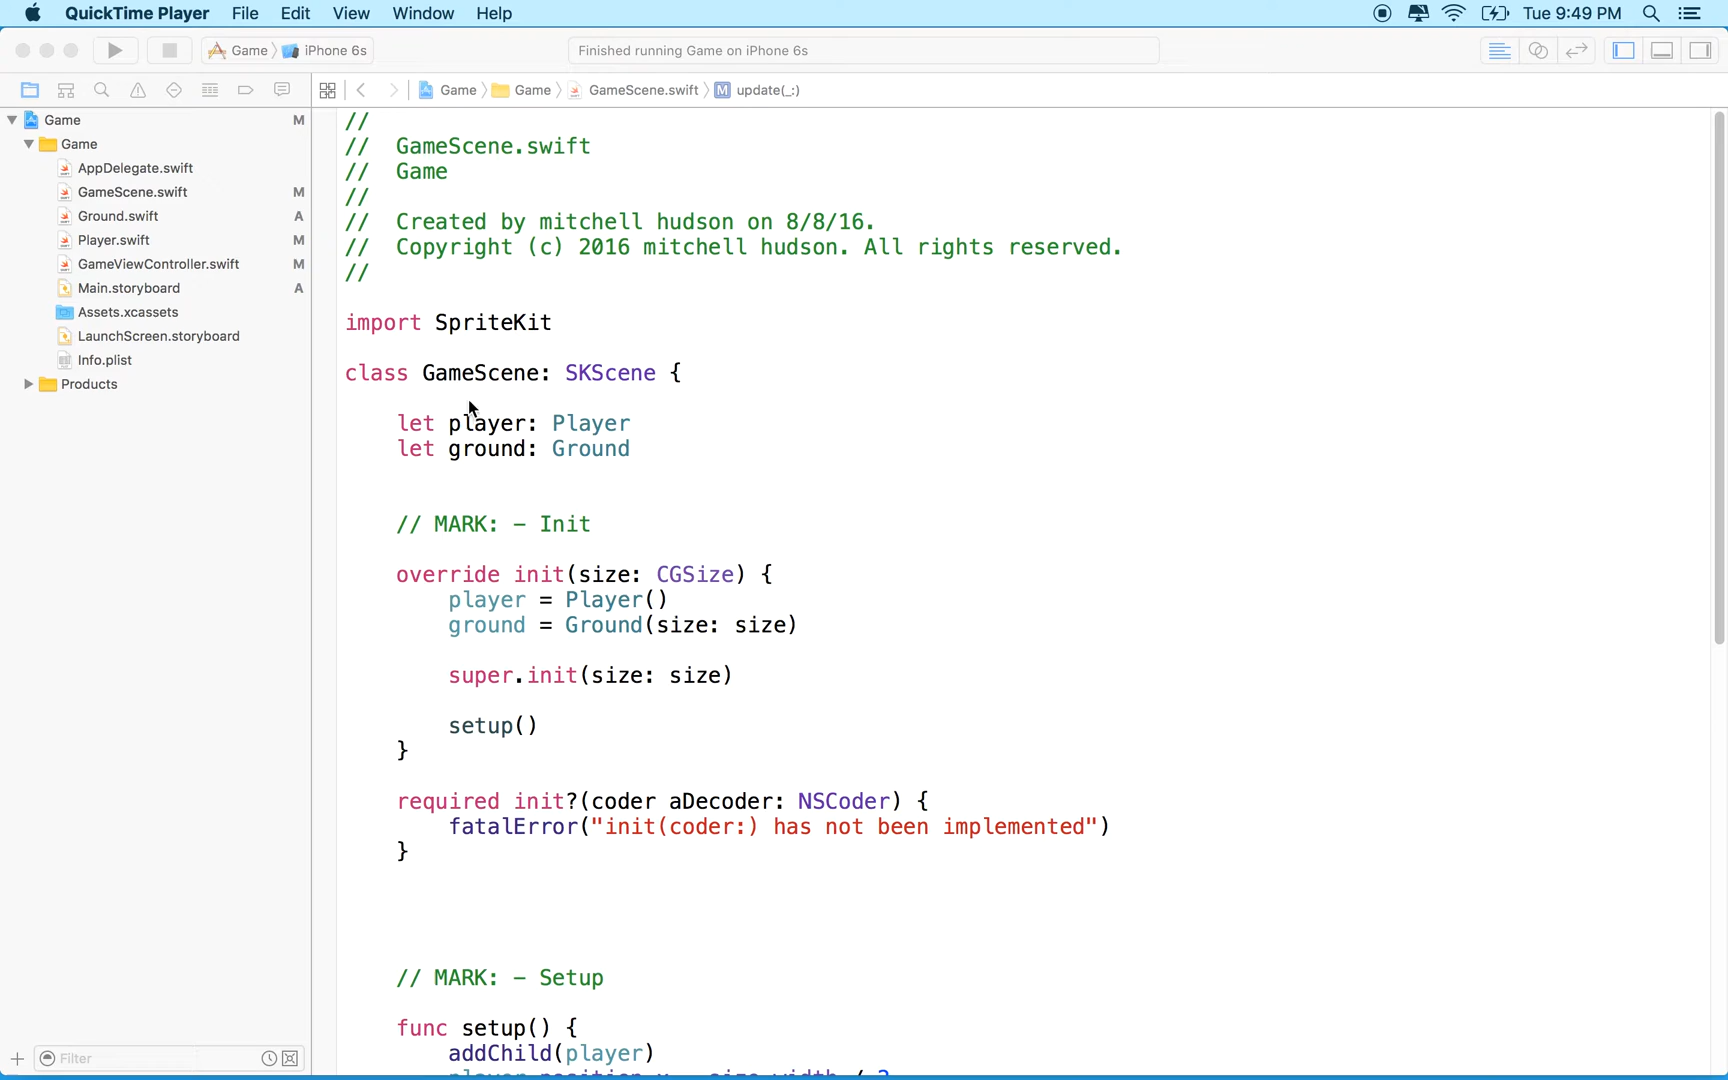 QuickTime Player File Edit View Window Help Tue 9:49 PM
Game iPhone 6s Finished running Game on iPhone 6s
Game Game GameScene.swift M update(_:)
Game M
Game
AppDelegate.swift
GameScene.swift M
Ground.swift A
Player.swift M
GameViewController.swift M
Main.storyboard A
Assets.xcassets
LaunchScreen.storyboard
Info.plist
Products
Filter
//
// GameScene.swift
// Game
//
// Created by mitchell hudson on 8/8/16.
// Copyright (c) 2016 mitchell hudson. All rights reserved.
//
import SpriteKit
class GameScene: SKScene {
let player: Player
let ground: Ground
// MARK: - Init
override init(size: CGSize) {
player = Player()
ground = Ground(size: size)
super.init(size: size)
setup()
}
required init?(coder aDecoder: NSCoder) {
fatalError("init(coder:) has not been implemented")
}
// MARK: - Setup
func setup() {
addChild(player)
player.position.x = size.width / 2